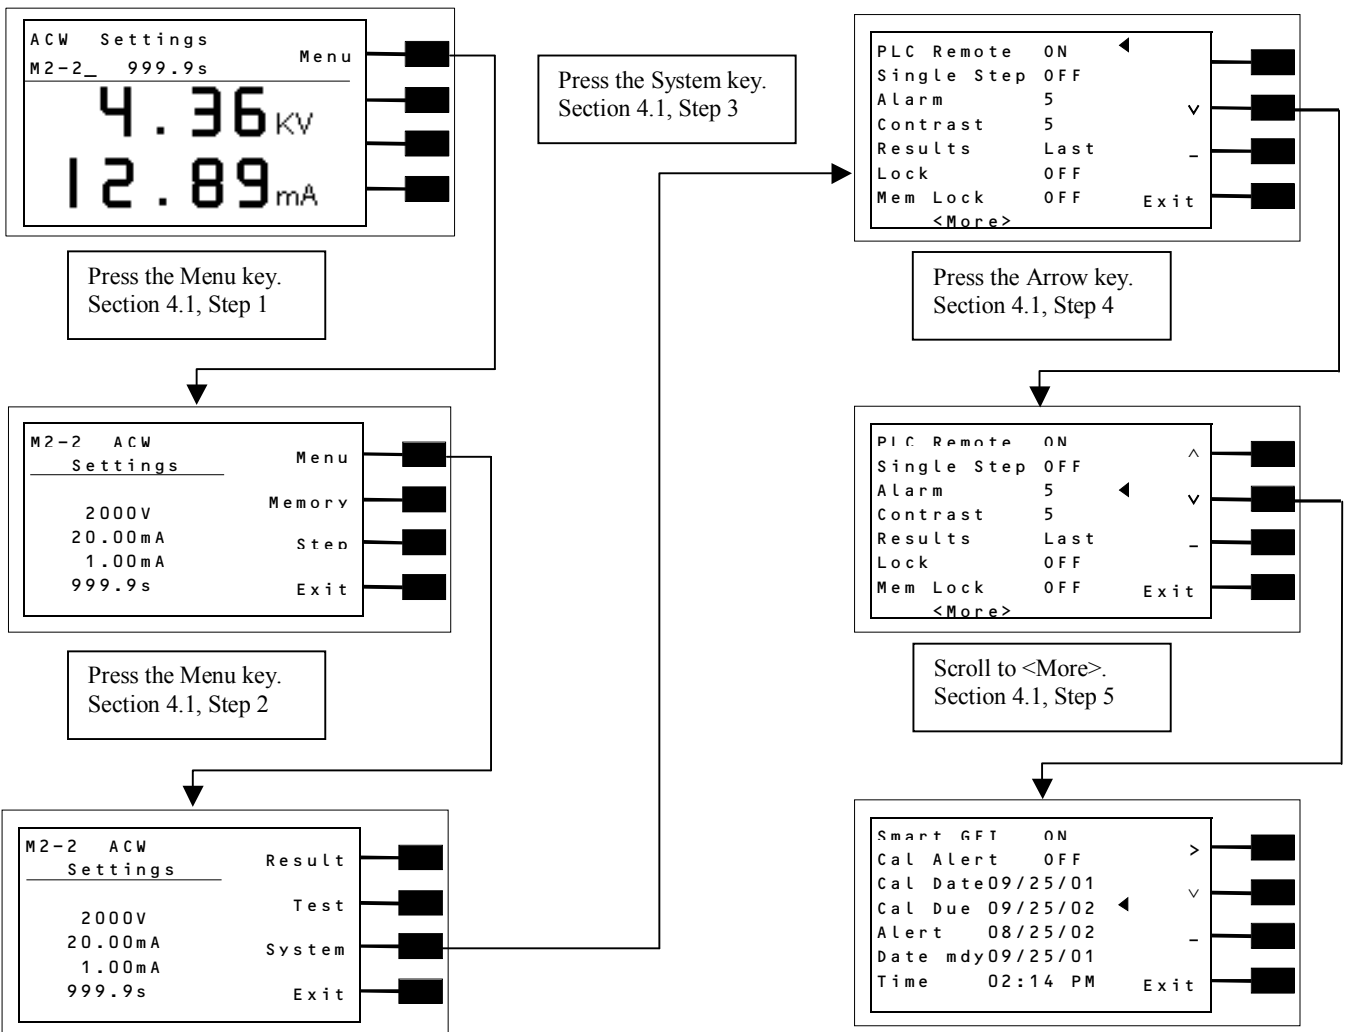 ACW Settings
Menu
M2-2_ 999.9s
4.36KV
12.89mA
Press the Menu key.
Section 4.1, Step 1
M2-2 ACW
Settings
Menu
Memory
2000V
20.00mA
Step
1.00mA
999.9s
Exit
Press the Menu key.
Section 4.1, Step 2
M2-2 ACW
Settings
Result
Test
2000V
20.00mA
System
1.00mA
999.9s
Exit
Press the System key.
Section 4.1, Step 3
PLC Remote ON
Single Step OFF
Alarm 5
v
Contrast 5
Results Last
_
Lock OFF
Mem Lock OFF
Exit
<More>
Press the Arrow key.
Section 4.1, Step 4
PLC Remote ON
^
Single Step OFF
Alarm 5
v
Contrast 5
Results Last
_
Lock OFF
Mem Lock OFF
Exit
<More>
Scroll to <More>.
Section 4.1, Step 5
Smart GFI ON
>
Cal Alert OFF
Cal Date09/25/01
v
Cal Due 09/25/02
Alert 08/25/02
_
Date mdy09/25/01
Time 02:14 PM
Exit